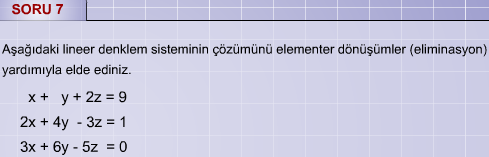 SORU 7
Aşağıdaki lineer denklem sisteminin çözümünü elementer dönüşümler (eliminasyon)
yardımıyla elde ediniz.
x + y + 2z = 9
2x + 4y - 3z = 1
3x + 6y - 5z = 0